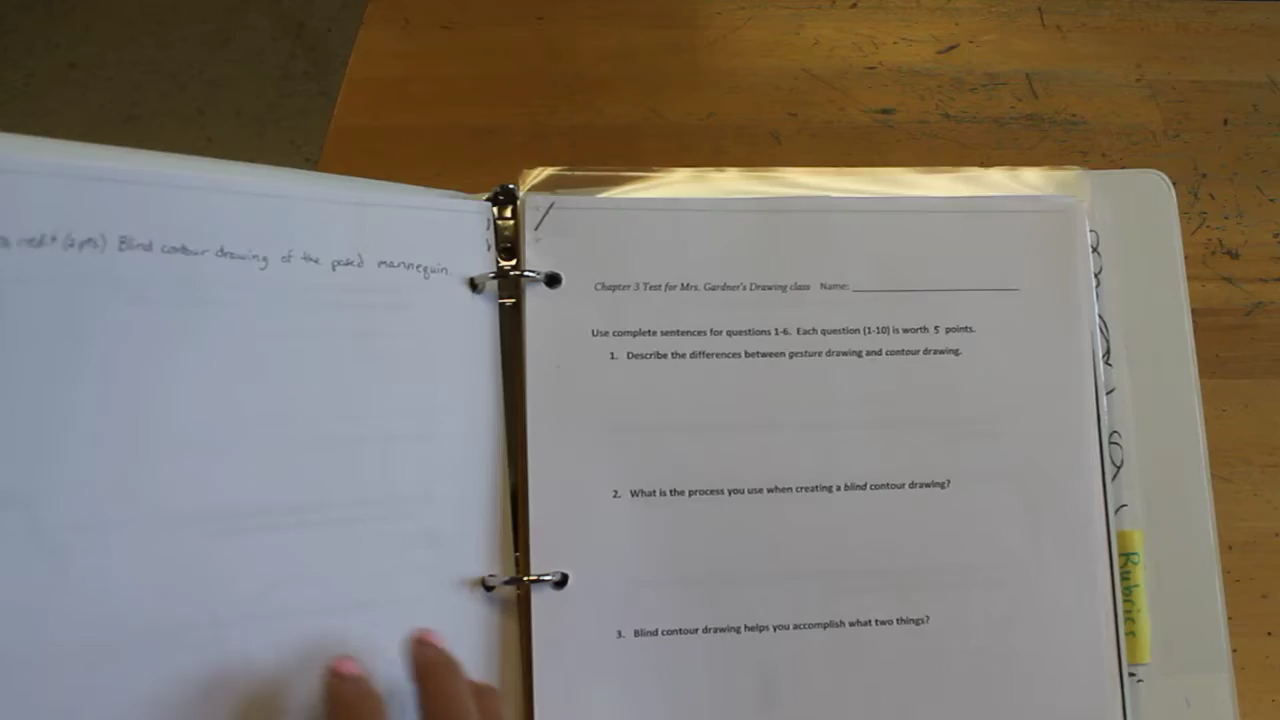 credit (2 pts) Blind contour drawing of the posed mannequin.
Chapter 3 Test for Mrs. Gardner's Drawing class Name:
Use complete sentences for questions 1-6. Each question (1-10) is worth 5 points.
1. Describe the differences between gesture drawing and contour drawing.
2. What is the process you use when creating a blind contour drawing?
3. Blind contour drawing helps you accomplish what two things?
Rubrics